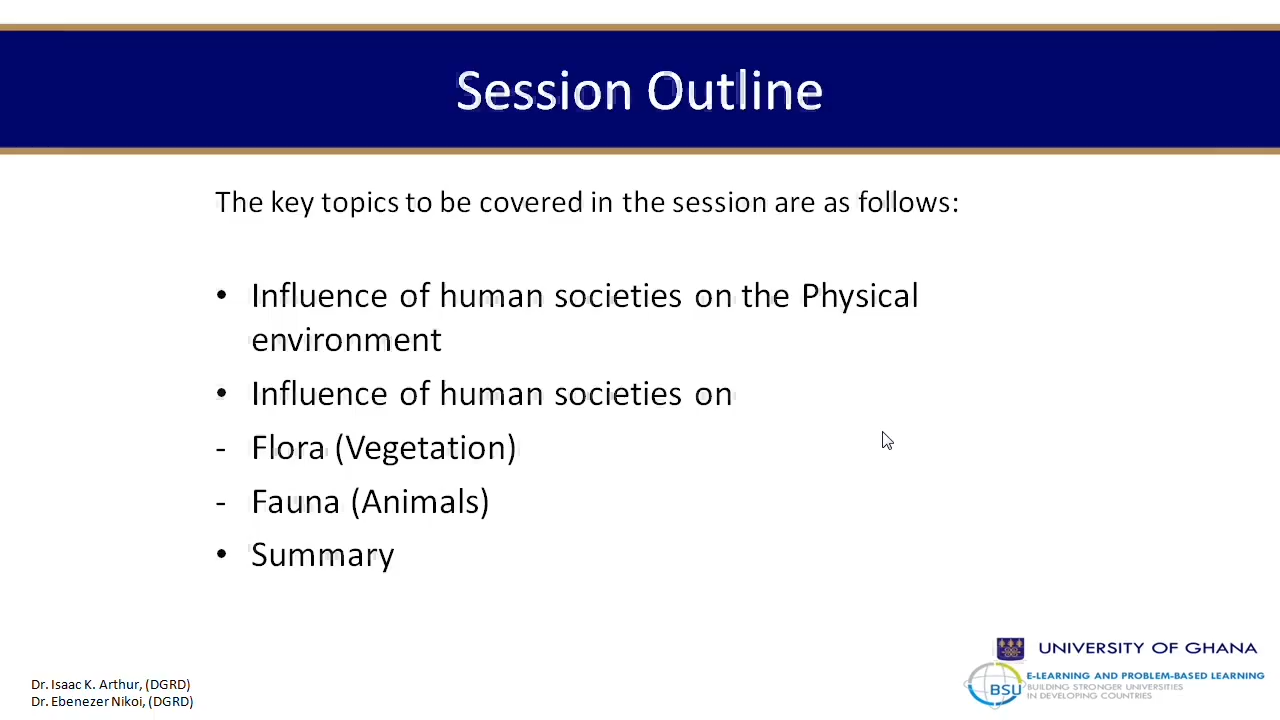 Session Outline
The key topics to be covered in the session are as follows:
• Influence of human societies on the Physical
environment
• Influence of human societies on
- Flora (Vegetation)
- Fauna (Animals)
• Summary
Dr. Isaac K. Arthur, (DGRD)
Dr. Ebenezer Nikoi, (DGRD)
UNIVERSITY OF GHANA
BSU
E-LEARNING AND PROBLEM-BASED LEARNING
BUILDING STRONGER UNIVERSITIES
IN DEVELOPING COUNTRIES